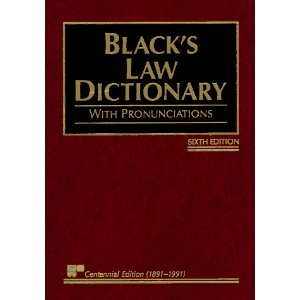 BLACK'S
LAW
DICTIONARY
WITH PRONUNCIATIONS
SIXTH EDITION
Centennial Edition (1891-1991)